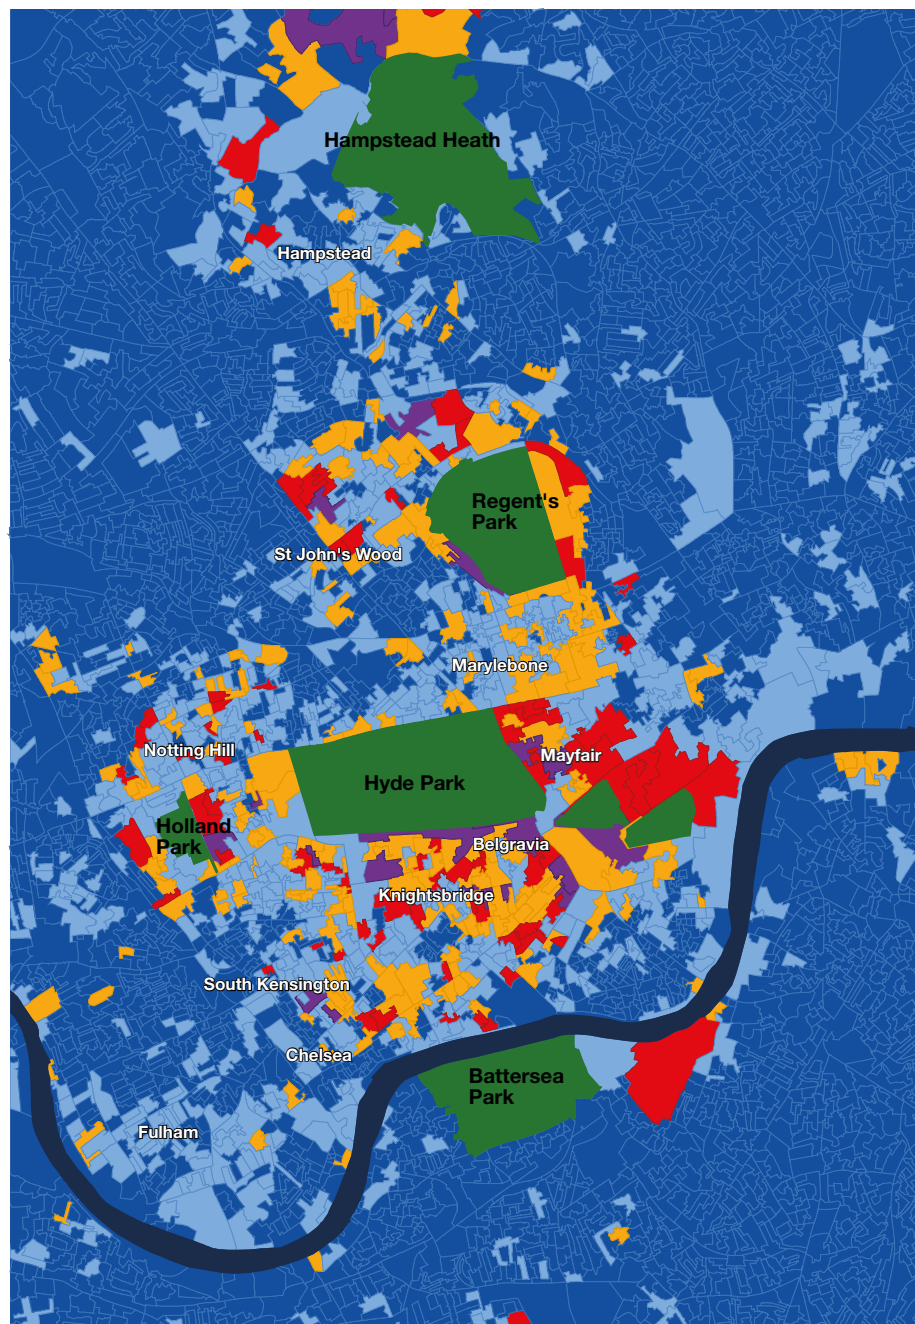 Hampstead Heath
Hampstead
Regent's
Park
St John's Wood
Marylebone
Notting Hill
Mayfair
Hyde Park
Holland
Park
Belgravia
Knightsbridge
South Kensington
Chelsea
Battersea
Park
Fulham